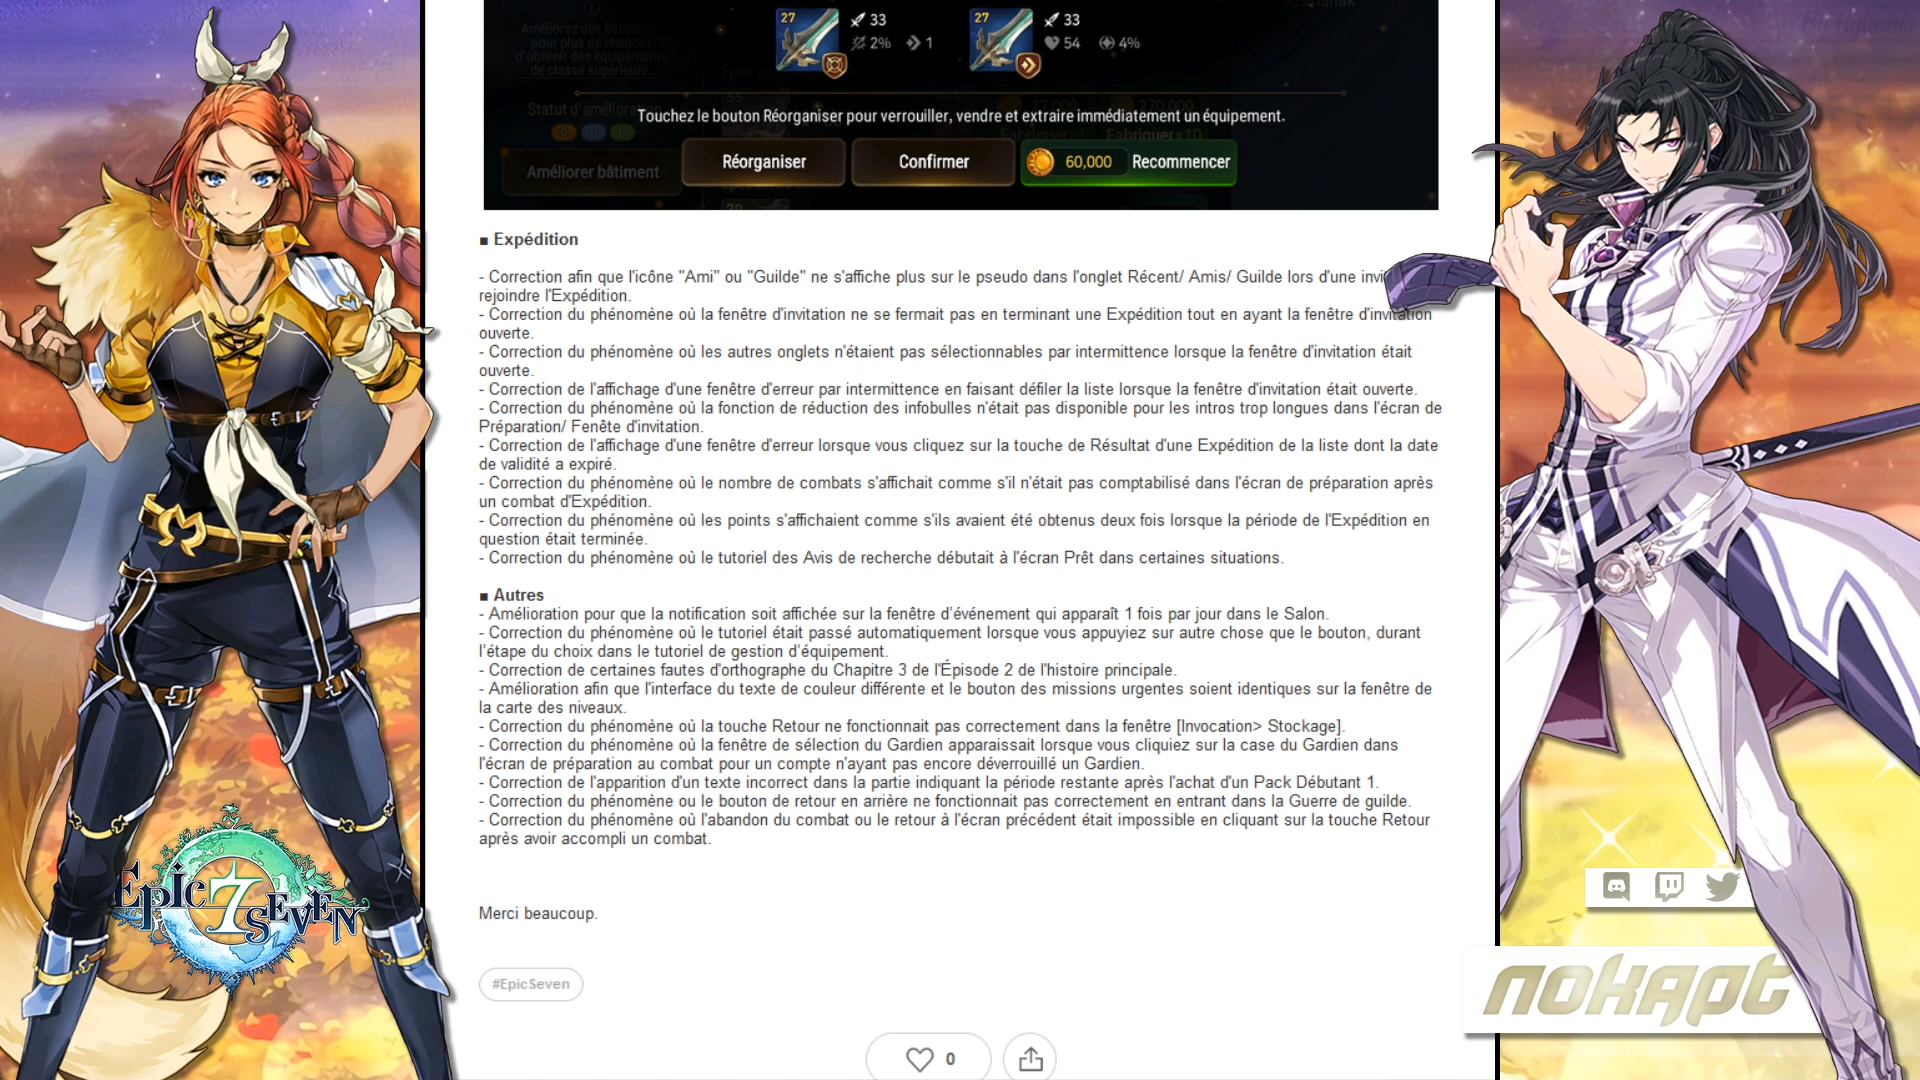 27 33 27 33
2% 1 54 4%
Améliorez des bâtiments
pour plus de chances
d'obtenir des équipements
de classe supérieure.
Statut d'amélioration
Touchez le bouton Réorganiser pour verrouiller, vendre et extraire immédiatement un équipement.
Améliorer bâtiment
Réorganiser Confirmer 60,000 Recommencer
■ Expédition
- Correction afin que l'icône "Ami" ou "Guilde" ne s'affiche plus sur le pseudo dans l'onglet Récent/ Amis/ Guilde lors d'une
rejoindre l'Expédition.
- Correction du phénomène où la fenêtre d'invitation ne se fermait pas en terminant une Expédition tout en ayant la fenêtre d'invitation
ouverte.
- Correction du phénomène où les autres onglets n'étaient pas sélectionnables par intermittence lorsque la fenêtre d'invitation était
ouverte.
- Correction de l'affichage d'une fenêtre d'erreur par intermittence en faisant défiler la liste lorsque la fenêtre d'invitation était ouverte.
- Correction du phénomène où la fonction de réduction des infobulles n'était pas disponible pour les intros trop longues dans l'écran de
Préparation/ Fenête d'invitation.
- Correction de l'affichage d'une fenêtre d'erreur lorsque vous cliquez sur la touche de Résultat d'une Expédition de la liste dont la date
de validité a expiré.
- Correction du phénomène où le nombre de combats s'affichait comme s'il n'était pas comptabilisé dans l'écran de préparation après
un combat d'Expédition.
- Correction du phénomène où les points s'affichaient comme s'ils avaient été obtenus deux fois lorsque la période de l'Expédition en
question était terminée.
- Correction du phénomène où le tutoriel des Avis de recherche débutait à l'écran Prêt dans certaines situations.
■ Autres
- Amélioration pour que la notification soit affichée sur la fenêtre d’événement qui apparaît 1 fois par jour dans le Salon.
- Correction du phénomène où le tutoriel était passé automatiquement lorsque vous appuyiez sur autre chose que le bouton, durant
l’étape du choix dans le tutoriel de gestion d’équipement.
- Correction de certaines fautes d'orthographe du Chapitre 3 de l'Épisode 2 de l'histoire principale.
- Amélioration afin que l'interface du texte de couleur différente et le bouton des missions urgentes soient identiques sur la fenêtre de
la carte des niveaux.
- Correction du phénomène où la touche Retour ne fonctionnait pas correctement dans la fenêtre [Invocation> Stockage].
- Correction du phénomène où la fenêtre de sélection du Gardien apparaissait lorsque vous cliquiez sur la case du Gardien dans
l'écran de préparation au combat pour un compte n'ayant pas encore déverrouillé un Gardien.
- Correction de l'apparition d'un texte incorrect dans la partie indiquant la période restante après l'achat d'un Pack Débutant 1.
- Correction du phénomène ou le bouton de retour en arrière ne fonctionnait pas correctement en entrant dans la Guerre de guilde.
- Correction du phénomène où l'abandon du combat ou le retour à l'écran précédent était impossible en cliquant sur la touche Retour
après avoir accompli un combat.
Merci beaucoup.
#EpicSeven
0
EPIC 7 SEVEN
nokapt